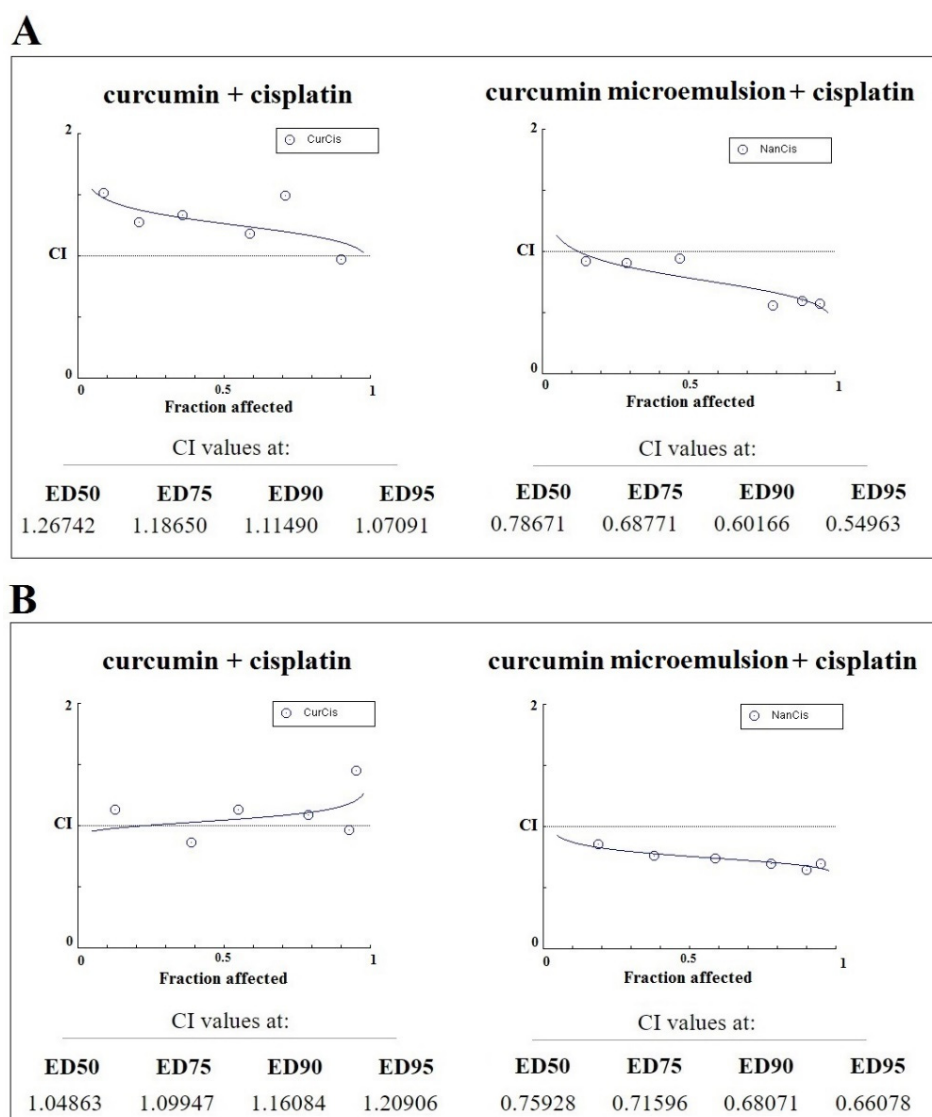 A
curcumin + cisplatin
2
CurCis
CI
0
0
0.5
1
Fraction affected
CI values at:
ED50 ED75 ED90 ED95
1.26742 1.18650 1.11490 1.07091
curcumin microemulsion + cisplatin
2
NanCis
CI
0
0
0.5
1
Fraction affected
CI values at:
ED50 ED75 ED90 ED95
0.78671 0.68771 0.60166 0.54963
B
curcumin + cisplatin
2
CurCis
CI
0
0
0.5
1
Fraction affected
CI values at:
ED50 ED75 ED90 ED95
1.04863 1.09947 1.16084 1.20906
curcumin microemulsion + cisplatin
2
NanCis
CI
0
0
0.5
1
Fraction affected
CI values at:
ED50 ED75 ED90 ED95
0.75928 0.71596 0.68071 0.66078